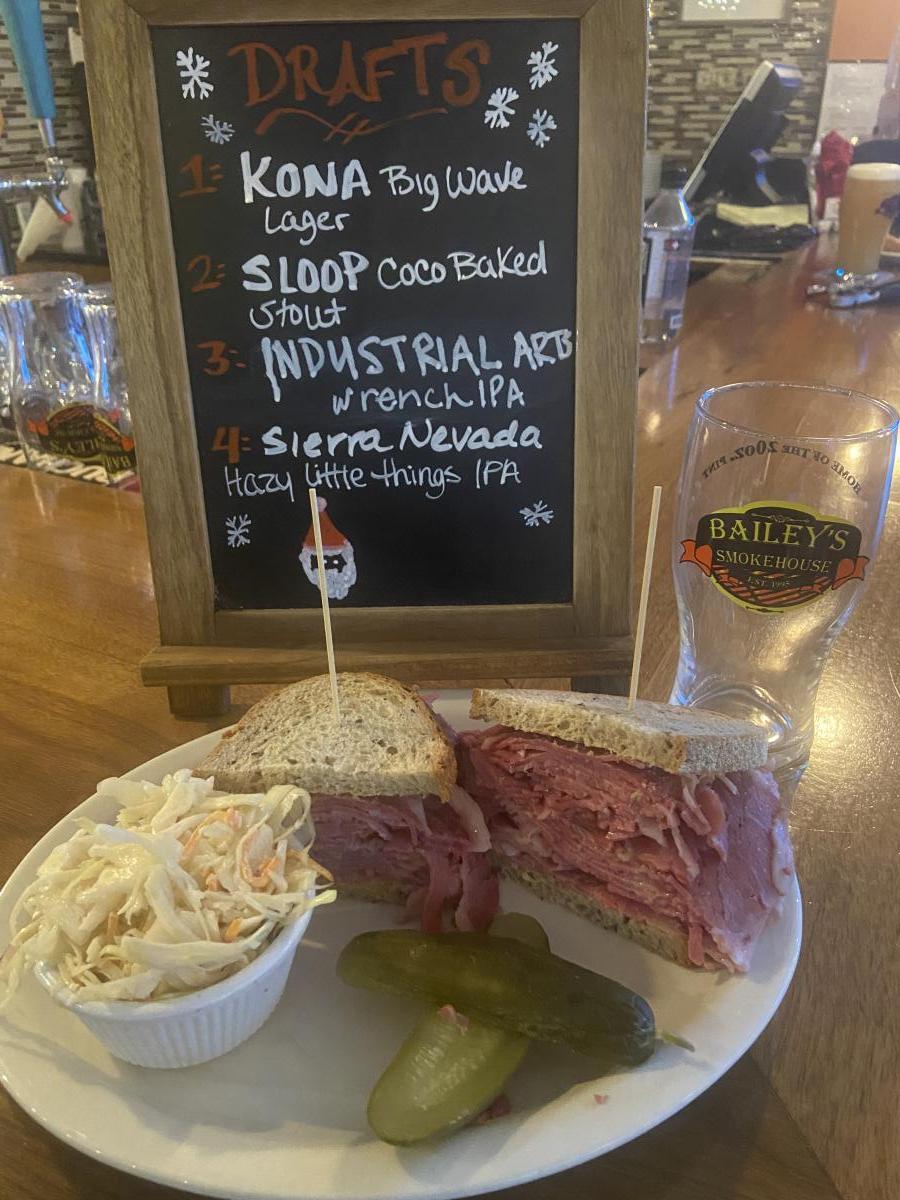 DRAFTS
1= KONA Big Wave
Lager
2= SLOOP Coco Baked
Stout
3- INDUSTRIAL ARTS
wrench IPA
4= Sierra Nevada
Hazy Little things IPA
HOME OF THE 20oz. PINT
BAILEY'S
SMOKEHOUSE
EST. 1995